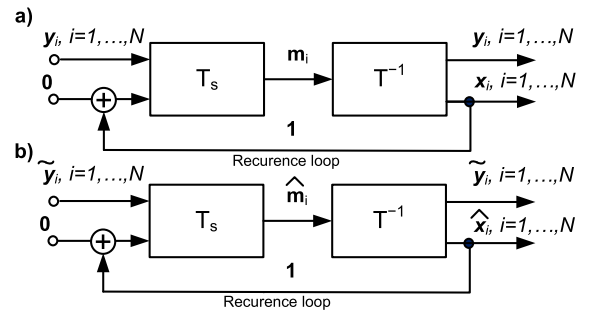 a)
yᵢ, i=1,...,N
yᵢ, i=1,...,N
mᵢ
Tₛ
T⁻¹
0
+
xᵢ, i=1,...,N
1
Recurence loop
b)
ỹᵢ, i=1,...,N
ỹᵢ, i=1,...,N
m̂ᵢ
Tₛ
T⁻¹
0
+
x̂ᵢ, i=1,...,N
1
Recurence loop